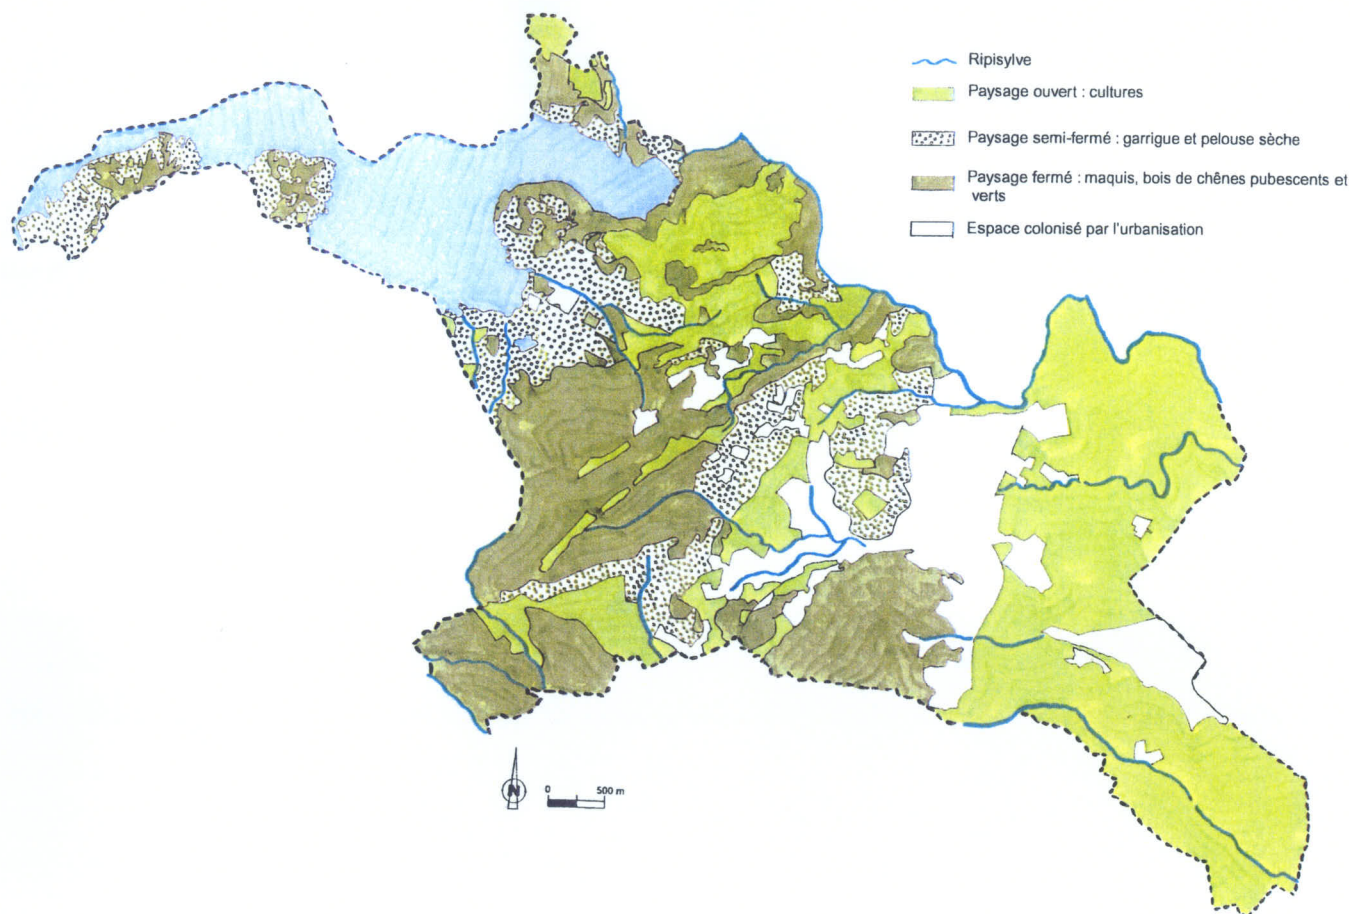 Ripisylve
Paysage ouvert : cultures
Paysage semi-fermé : garrigue et pelouse sèche
Paysage fermé : maquis, bois de chênes pubescents et
verts
Espace colonisé par l'urbanisation
N
0 500 m